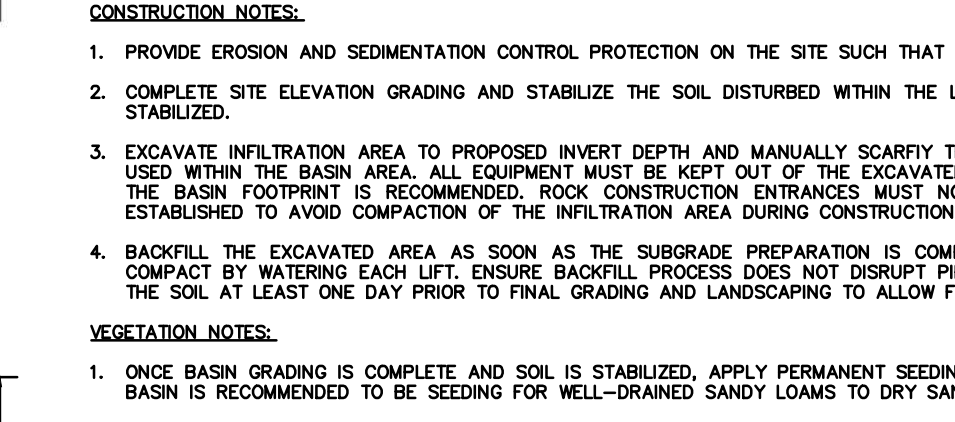 CONSTRUCTION NOTES:
1. PROVIDE EROSION AND SEDIMENTATION CONTROL PROTECTION ON THE SITE SUCH THAT
2. COMPLETE SITE ELEVATION GRADING AND STABILIZE THE SOIL DISTURBED WITHIN THE
STABILIZED.
3. EXCAVATE INFILTRATION AREA TO PROPOSED INVERT DEPTH AND MANUALLY SCARFIY
USED WITHIN THE BASIN AREA. ALL EQUIPMENT MUST BE KEPT OUT OF THE EXCAVATE
THE BASIN FOOTPRINT IS RECOMMENDED. ROCK CONSTRUCTION ENTRANCES MUST
ESTABLISHED TO AVOID COMPACTION OF THE INFILTRATION AREA DURING CONSTRUCTION
4. BACKFILL THE EXCAVATED AREA AS SOON AS THE SUBGRADE PREPARATION IS
COMPACT BY WATERING EACH LIFT. ENSURE BACKFILL PROCESS DOES NOT DISRUPT
THE SOIL AT LEAST ONE DAY PRIOR TO FINAL GRADING AND LANDSCAPING TO ALLOW
VEGETATION NOTES:
1. ONCE BASIN GRADING IS COMPLETE AND SOIL IS STABILIZED, APPLY PERMANENT SEEDIN
BASIN IS RECOMMENDED TO BE SEEDING FOR WELL-DRAINED SANDY LOAMS TO DRY